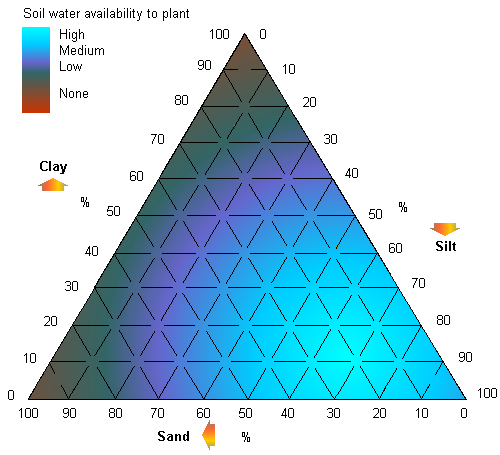 Soil water availability to plant
High
Medium
Low
None
100 0
90 10
80 20
70 30
Clay
60 40
%
50 50 %
Silt
40 60
30 70
20 80
10 90
0 100
100 90 80 70 60 50 40 30 20 10 0
Sand %